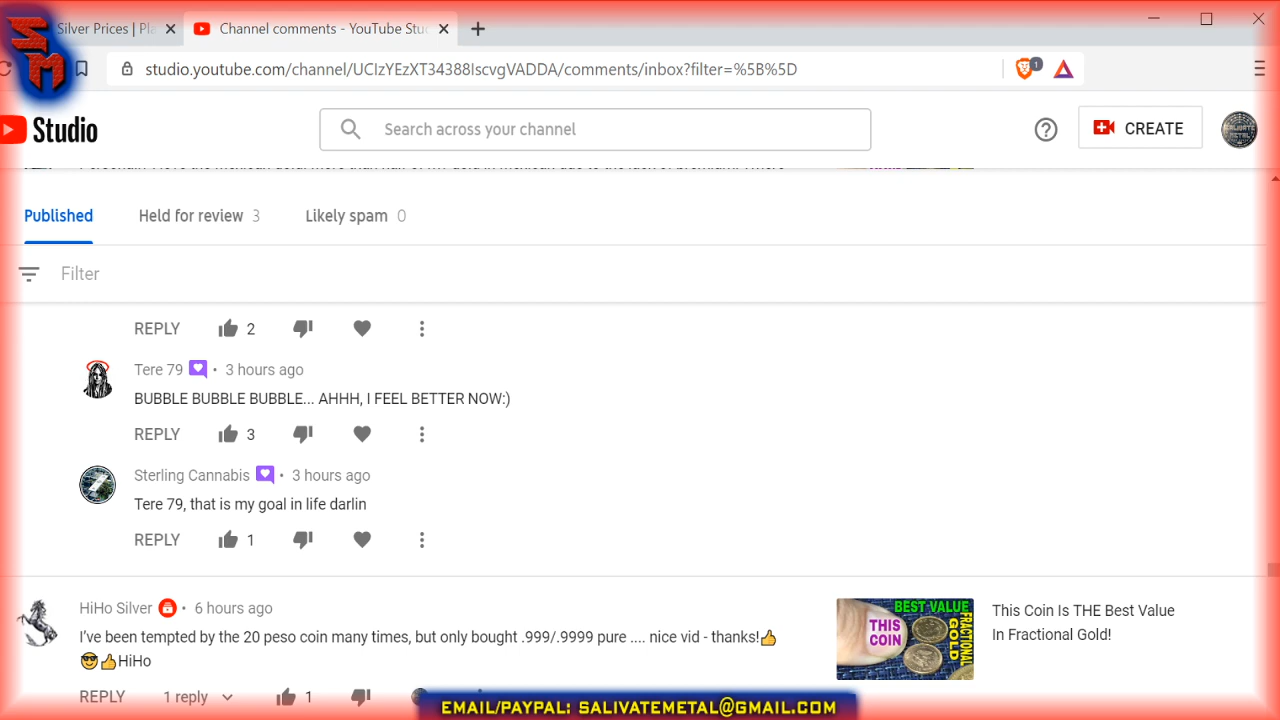 Silver Prices | Pla
Channel comments - YouTube Stud
SM
studio.youtube.com/channel/UCIzYEzXT34388IscvgVADDA/comments/inbox?filter=%5B%5D
1
Studio
Search across your channel
CREATE
Published
Held for review 3
Likely spam 0
Filter
REPLY 2
Tere 79 • 3 hours ago
BUBBLE BUBBLE BUBBLE... AHHH, I FEEL BETTER NOW:)
REPLY 3
Sterling Cannabis • 3 hours ago
Tere 79, that is my goal in life darlin
REPLY 1
HiHo Silver • 6 hours ago
I've been tempted by the 20 peso coin many times, but only bought .999/.9999 pure .... nice vid - thanks!👍
😎👍HiHo
BEST VALUE
THIS
COIN
FRACTIONAL
GOLD
This Coin Is THE Best Value
In Fractional Gold!
REPLY 1 reply 1
EMAIL/PAYPAL: SALIVATEMETAL@GMAIL.COM